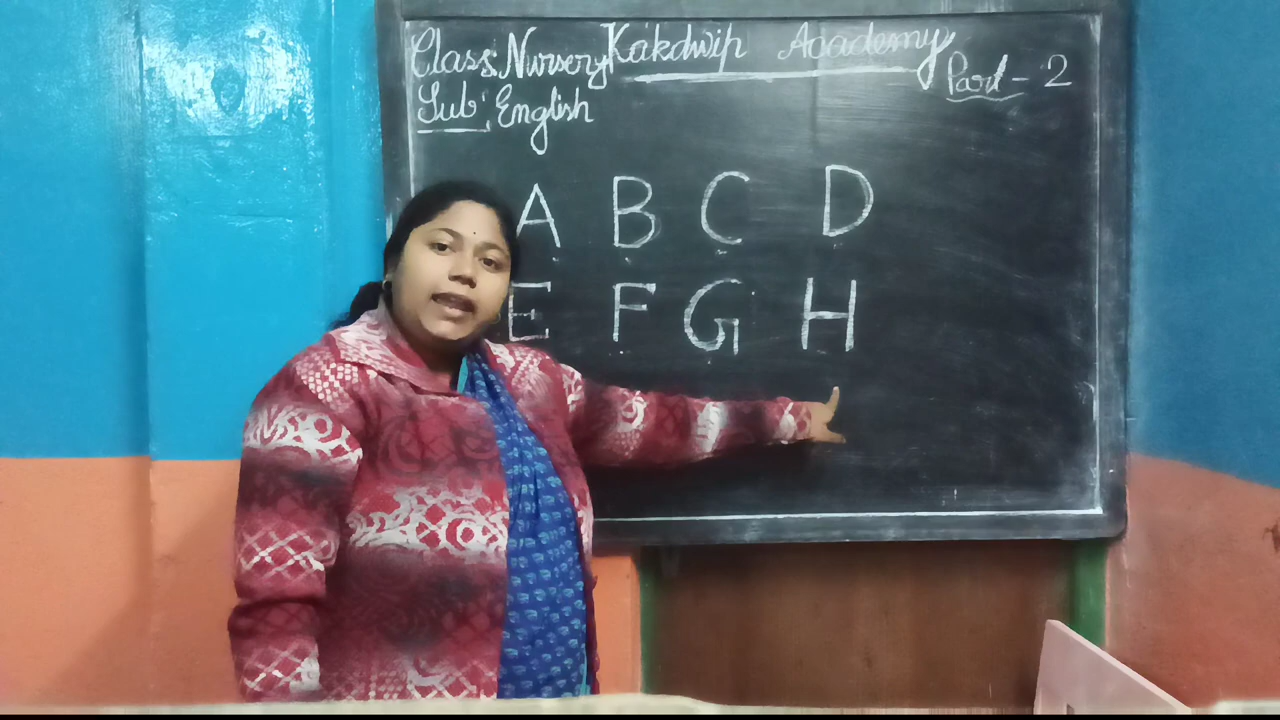 Class: Nursery Kakdwip Academy
Part - 2
Sub: English
A B C D
E F G H